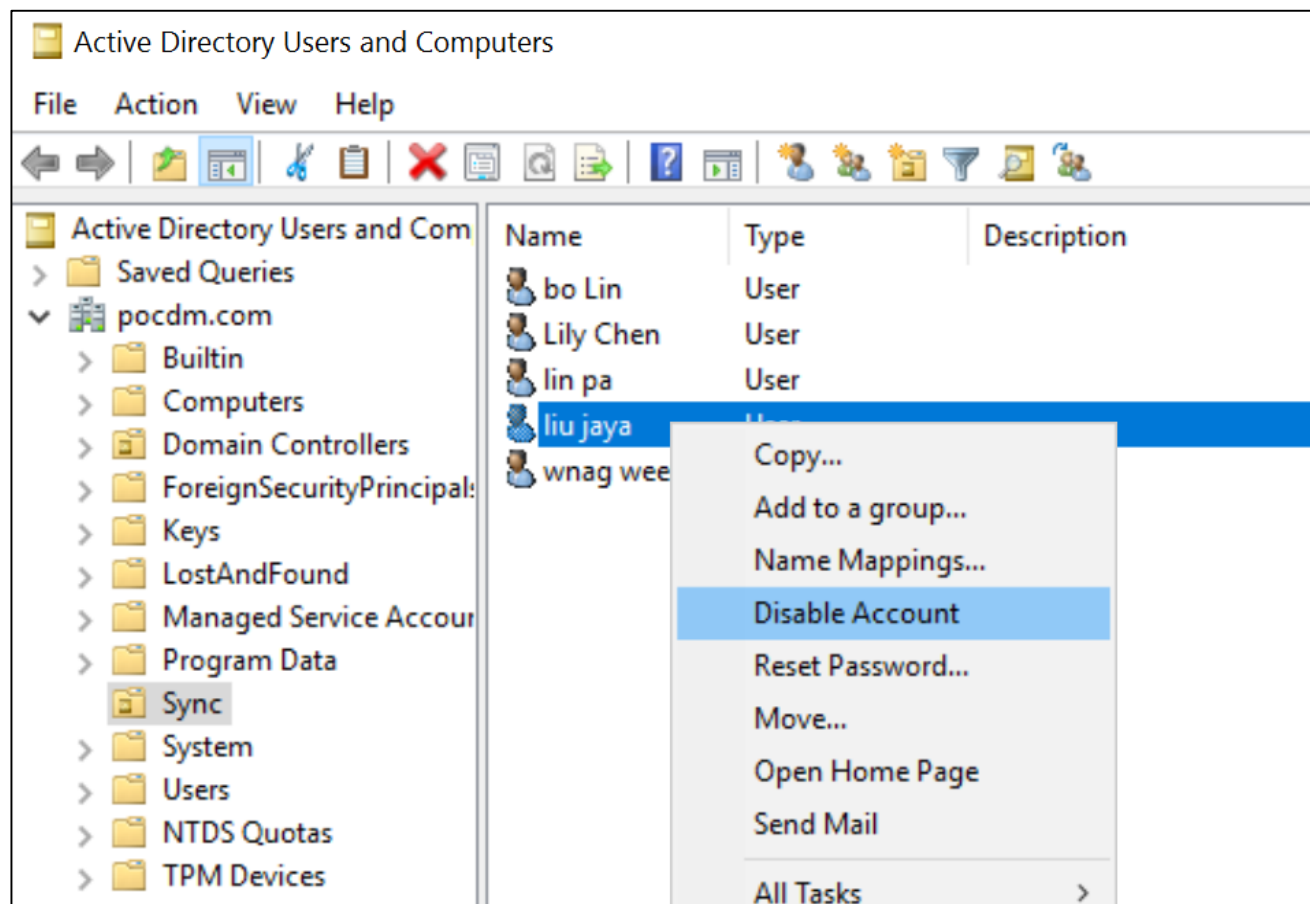 Active Directory Users and Computers
File Action View Help
Active Directory Users and Com
Saved Queries
pocdm.com
Builtin
Computers
Domain Controllers
ForeignSecurityPrincipal
Keys
LostAndFound
Managed Service Accour
Program Data
Sync
System
Users
NTDS Quotas
TPM Devices
Name Type Description
bo Lin User
Lily Chen User
lin pa User
liu jaya User
wnag wee
Copy...
Add to a group...
Name Mappings...
Disable Account
Reset Password...
Move...
Open Home Page
Send Mail
All Tasks